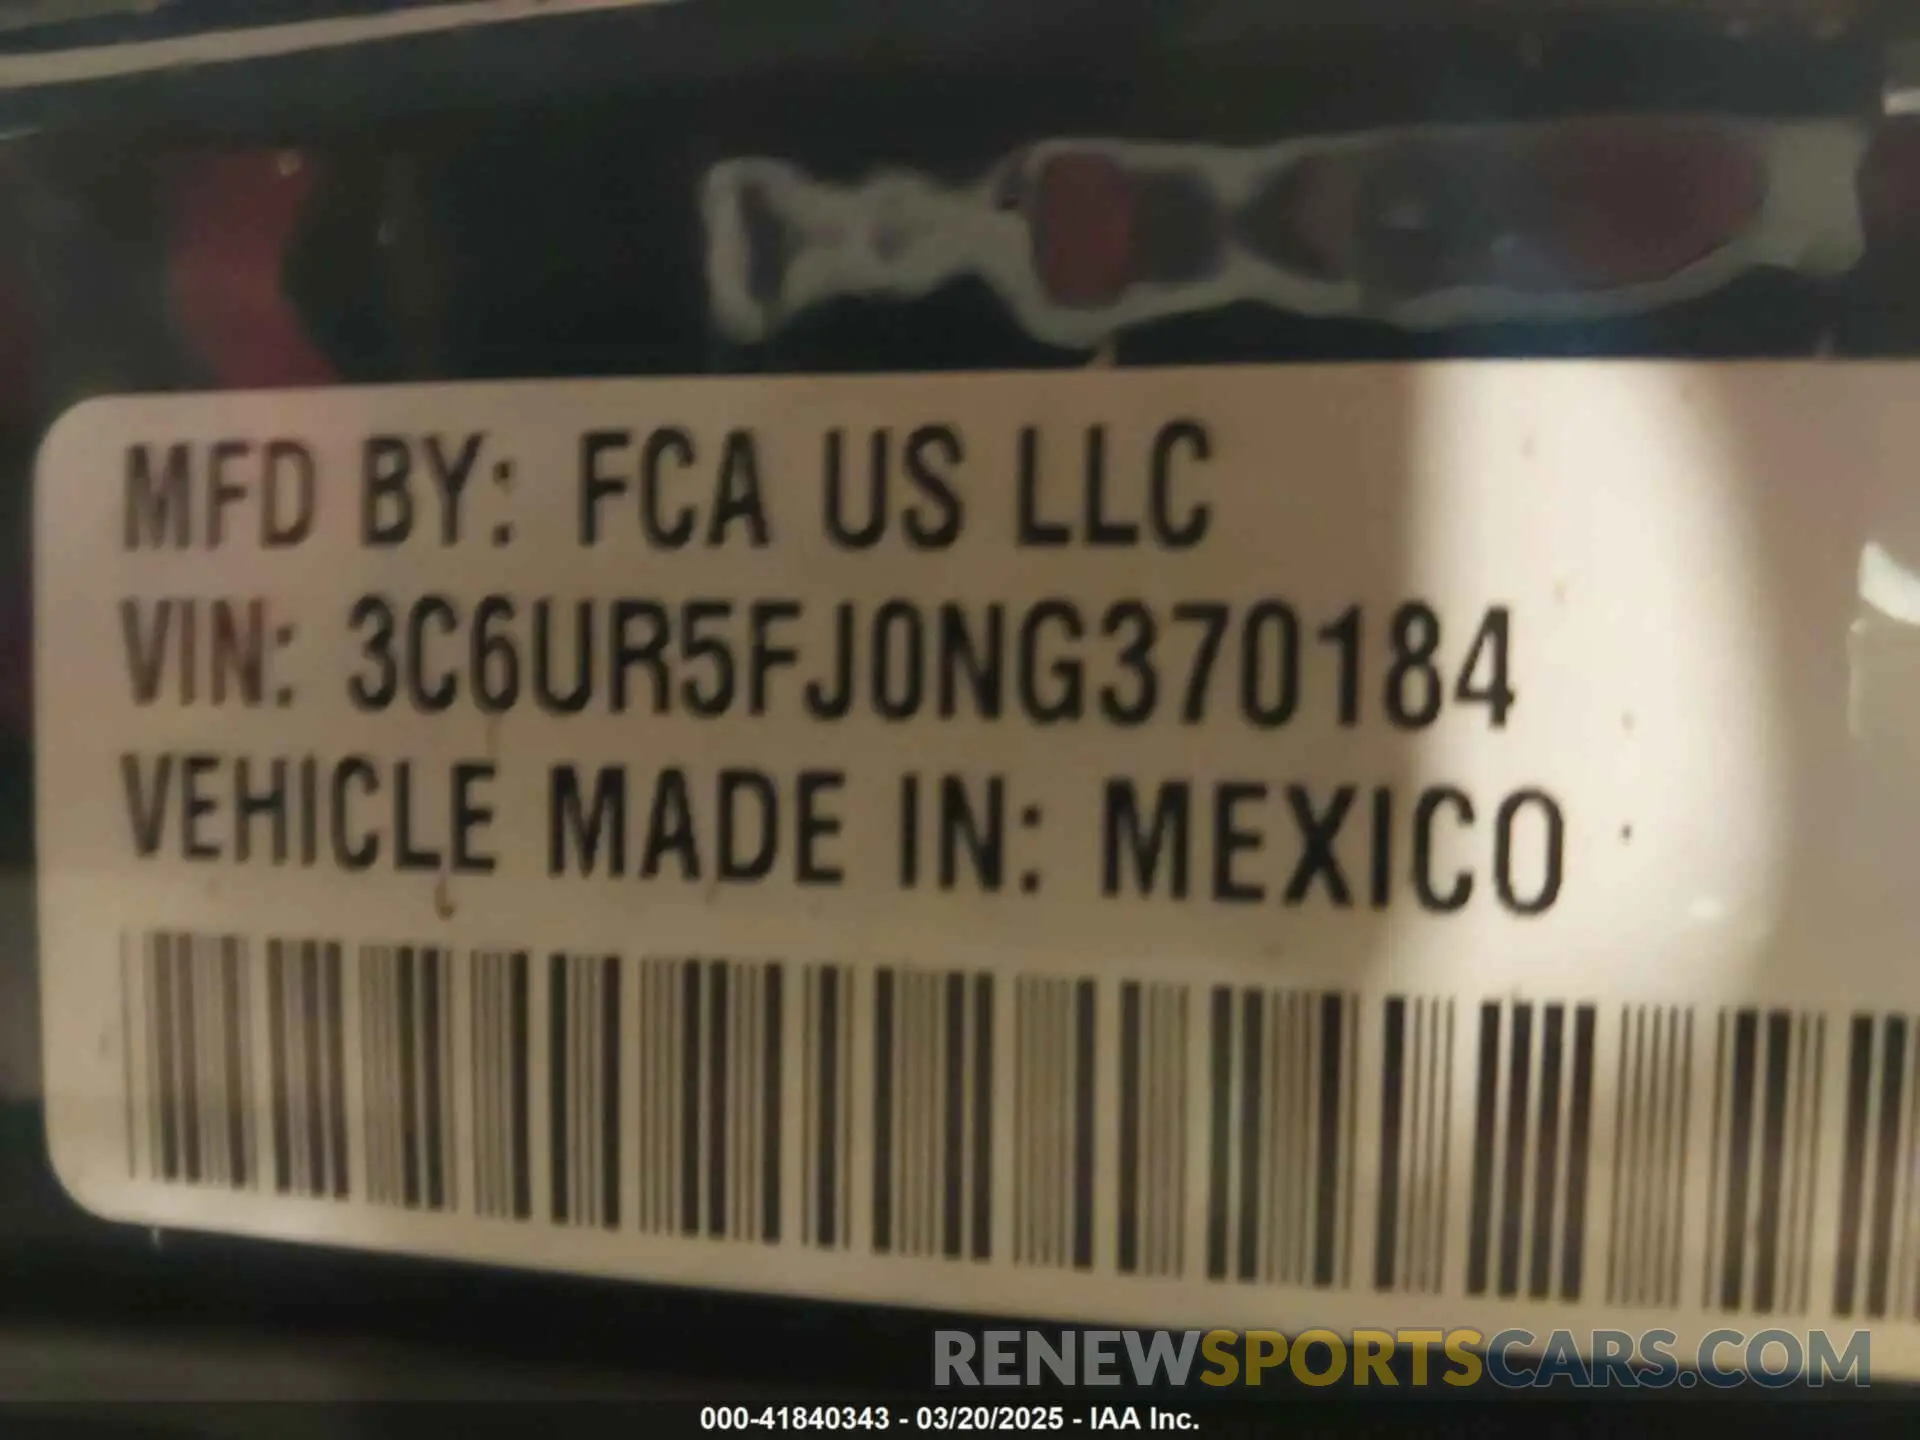 MFD BY: FCA US LLC
VIN: 3C6UR5FJ0NG370184
VEHICLE MADE IN: MEXICO
RENEWSPORTSCARS.COM
000-41840343 - 03/20/2025 - IAA Inc.